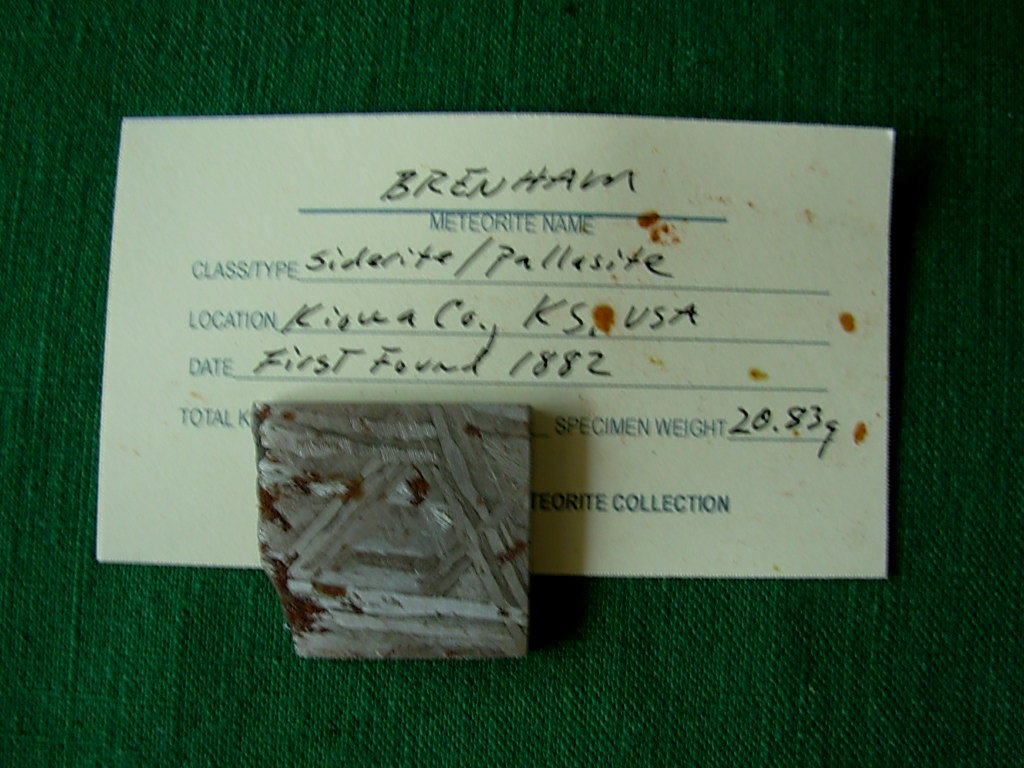 BRENHAM
METEORITE NAME
CLASS/TYPE Siderite/Pallasite
LOCATION Kiowa Co., KS, USA
DATE First Found 1882
TOTAL K SPECIMEN WEIGHT 20.83g
TEORITE COLLECTION